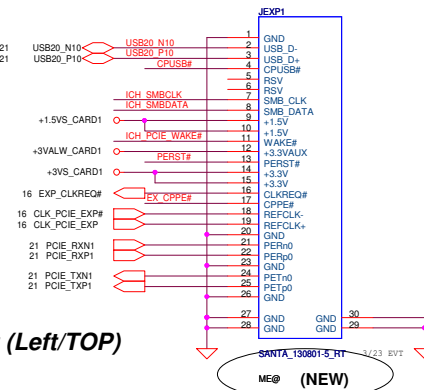 JEXP1
21 USB20_N10 USB20_N10 1 GND
21 USB20_P10 USB20_P10 2 USB_D-
3 USB_D+
CPUSB# 4 CPUSB#
5 RSV
6 RSV
ICH_SMBCLK 7 SMB_CLK
ICH_SMBDATA 8 SMB_DATA
+1.5VS_CARD1 9 +1.5V
10 +1.5V
ICH_PCIE_WAKE# 11 WAKE#
+3VALW_CARD1 12 +3.3VAUX
PERST# 13 PERST#
+3VS_CARD1 14 +3.3V
15 +3.3V
16 EXP_CLKREQ# 16 CLKREQ#
EX_CPPE# 17 CPPE#
16 CLK_PCIE_EXP# 18 REFCLK-
16 CLK_PCIE_EXP 19 REFCLK+
20 GND
21 PCIE_RXN1 21 PERn0
21 PCIE_RXP1 22 PERp0
23 GND
21 PCIE_TXN1 24 PETn0
21 PCIE_TXP1 25 PETp0
26 GND
27 GND GND 30
28 GND GND 29
(Left/TOP)
SANTA_130801-5_RT 3/23 EVT
ME@ (NEW)